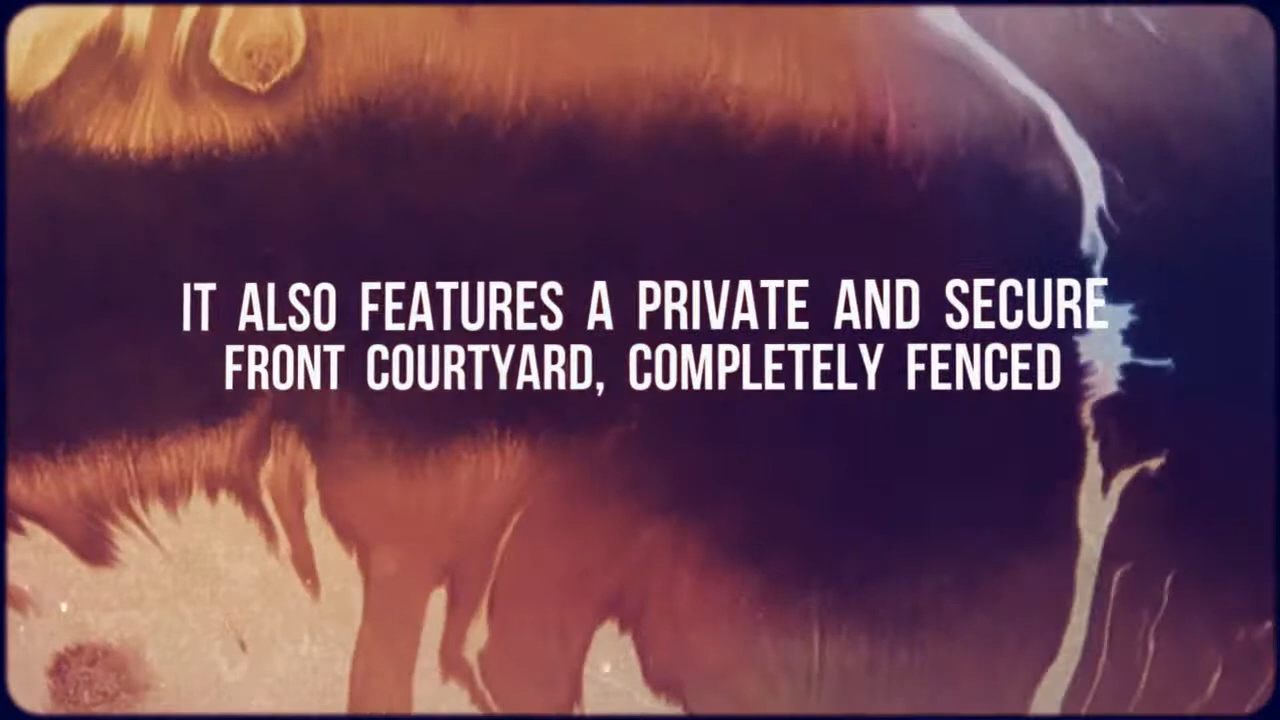 IT ALSO FEATURES A PRIVATE AND SECURE
FRONT COURTYARD, COMPLETELY FENCED